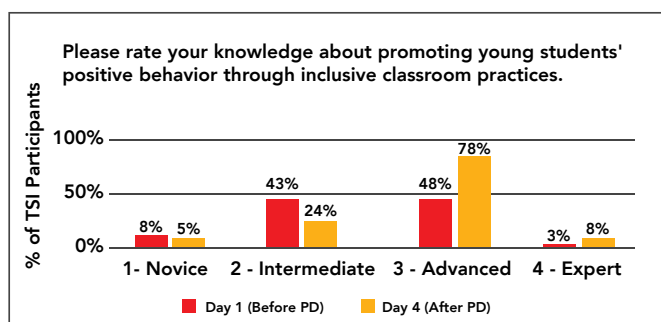 Please rate your knowledge about promoting young students'
positive behavior through inclusive classroom practices.
% of TSI Participants
100%
50%
0%
8%
5%
43%
24%
48%
78%
3%
8%
1- Novice
2 - Intermediate
3 - Advanced
4 - Expert
Day 1 (Before PD)
Day 4 (After PD)